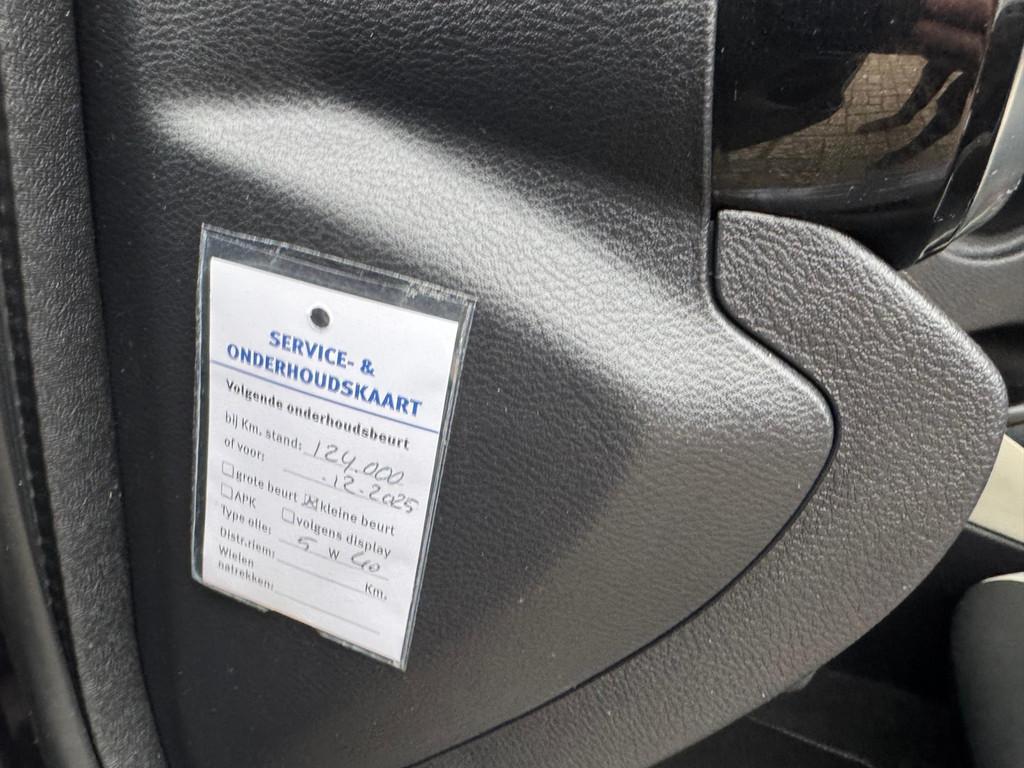 SERVICE- &
ONDERHOUDSKAART
Volgende onderhoudsbeurt
bij Km. stand: 124.000
of voor: .12-2025
grote beurt kleine beurt
APK volgens display
Type olie: 5 W 40
Distr.riem: Km.
Wielen
natrekken: